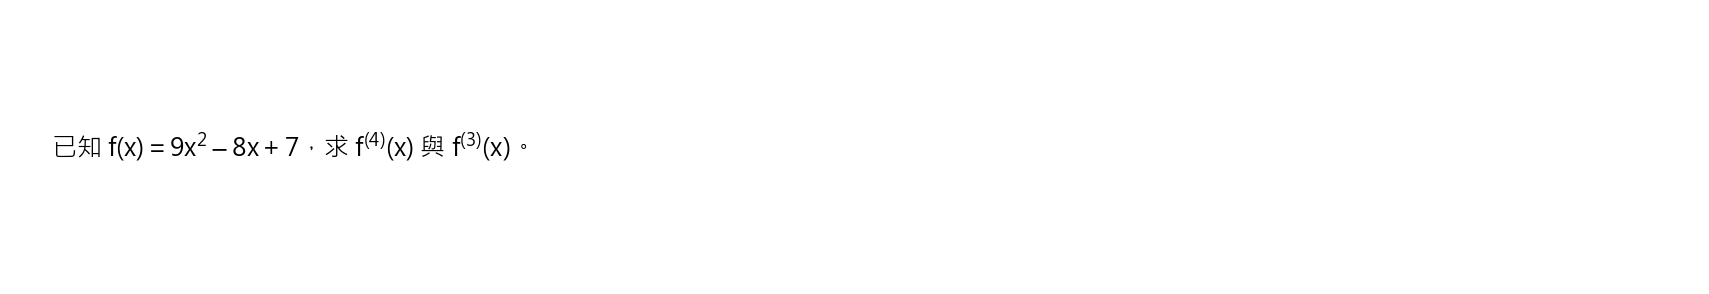 已知 f(x) = 9x² – 8x + 7，求 f⁽⁴⁾(x) 與 f⁽³⁾(x)。